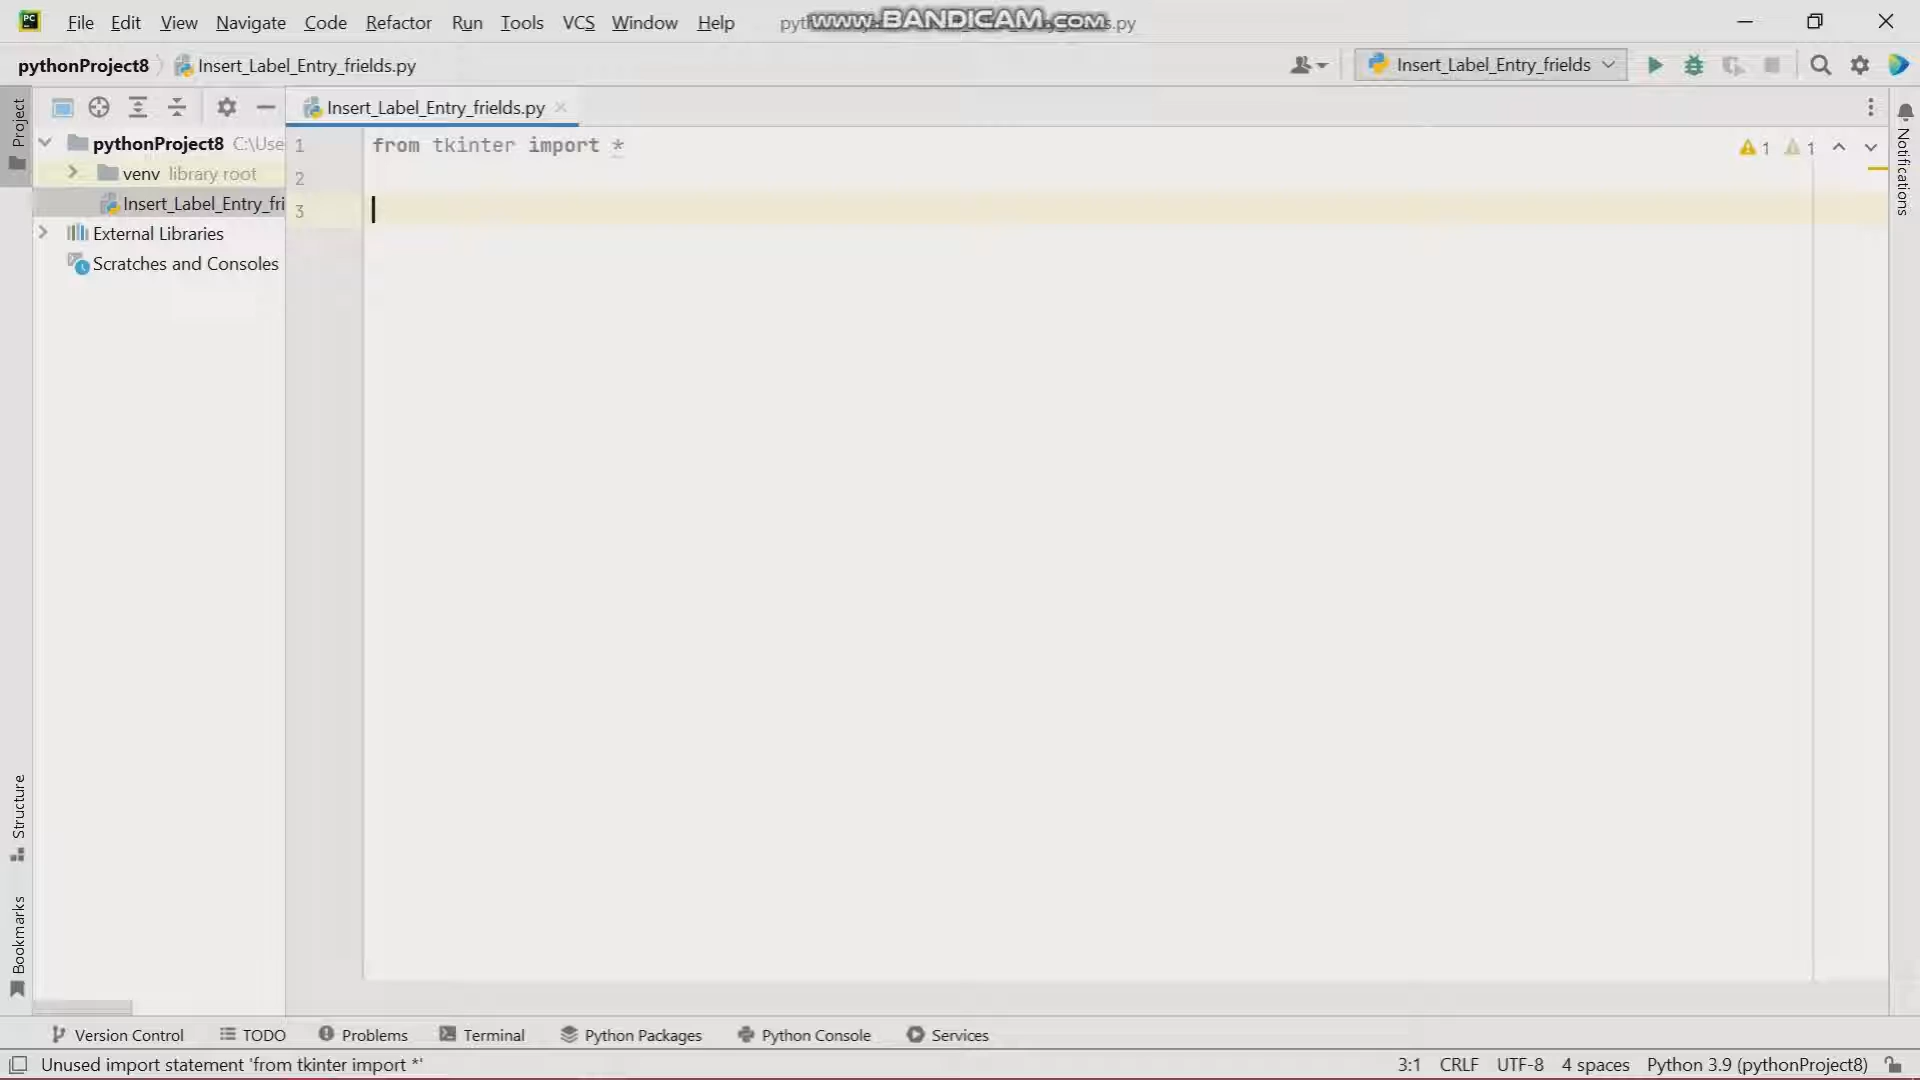 PC File Edit View Navigate Code Refactor Run Tools VCS Window Help
www.BANDICAM.com
pythonProject8 Insert_Label_Entry_frields.py
Insert_Label_Entry_frields
Project
Insert_Label_Entry_frields.py
pythonProject8 C:\Use
venv library root
Insert_Label_Entry_fri
External Libraries
Scratches and Consoles
1 from tkinter import *
2
3
1 1
Notifications
Structure
Bookmarks
Version Control TODO Problems Terminal Python Packages Python Console Services
Unused import statement 'from tkinter import *' 3:1 CRLF UTF-8 4 spaces Python 3.9 (pythonProject8)